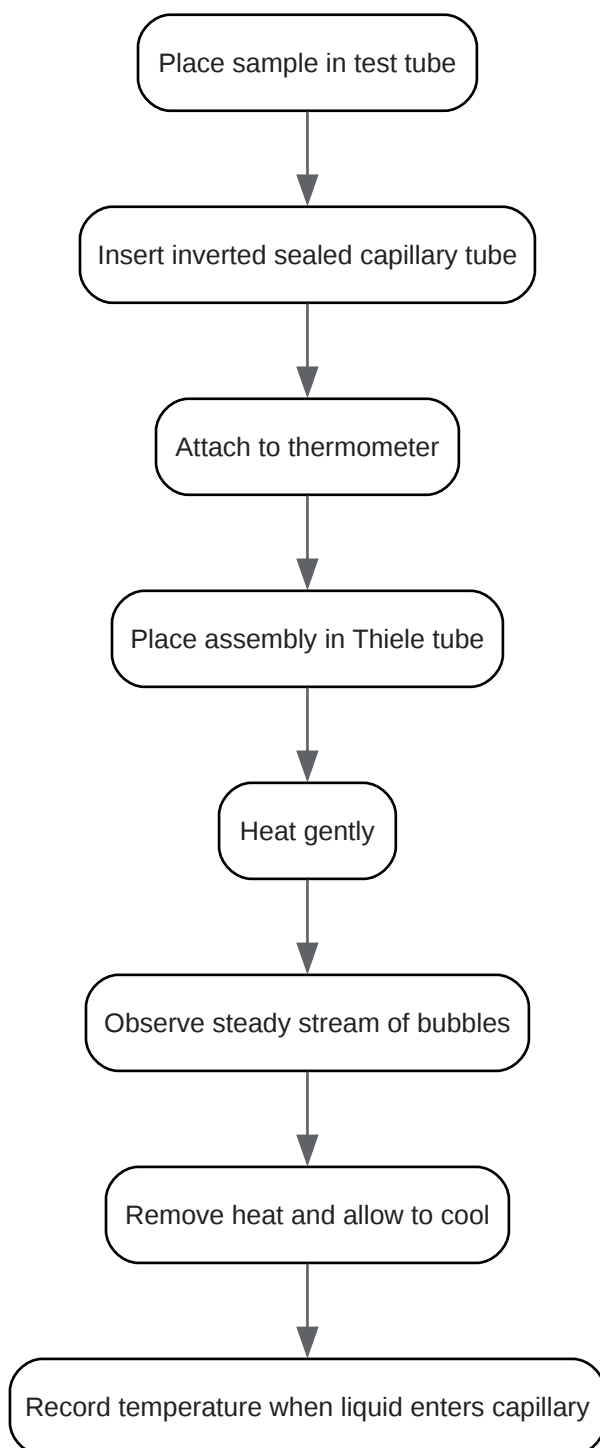 Place sample in test tube
Insert inverted sealed capillary tube
Attach to thermometer
Place assembly in Thiele tube
Heat gently
Observe steady stream of bubbles
Remove heat and allow to cool
Record temperature when liquid enters capillary